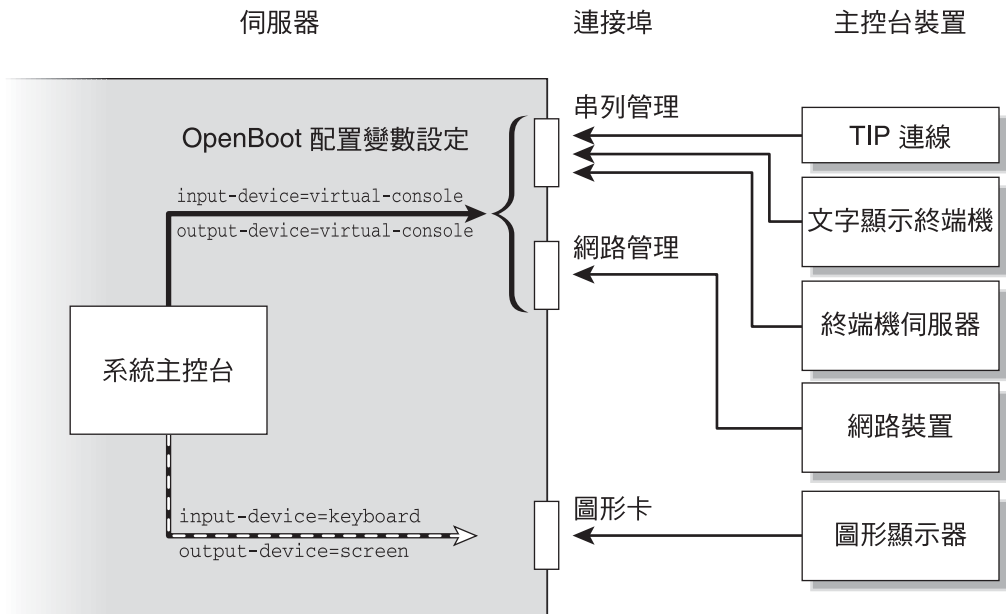 伺服器
連接埠
主控台裝置
OpenBoot 配置變數設定
input-device=virtual-console
output-device=virtual-console
系統主控台
input-device=keyboard
output-device=screen
串列管理
網路管理
圖形卡
TIP 連線
文字顯示終端機
終端機伺服器
網路裝置
圖形顯示器